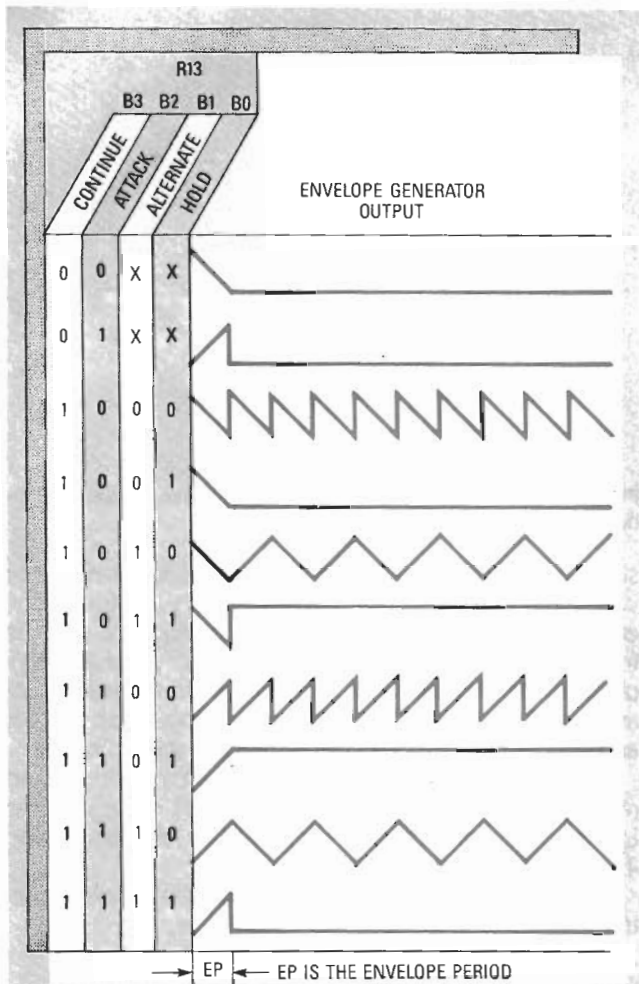 R13
B3 B2 B1 B0
CONTINUE
ATTACK
ALTERNATE
HOLD
ENVELOPE GENERATOR
OUTPUT
0 0 X X
0 1 X X
1 0 0 0
1 0 0 1
1 0 1 0
1 0 1 1
1 1 0 0
1 1 0 1
1 1 1 0
1 1 1 1
EP EP IS THE ENVELOPE PERIOD